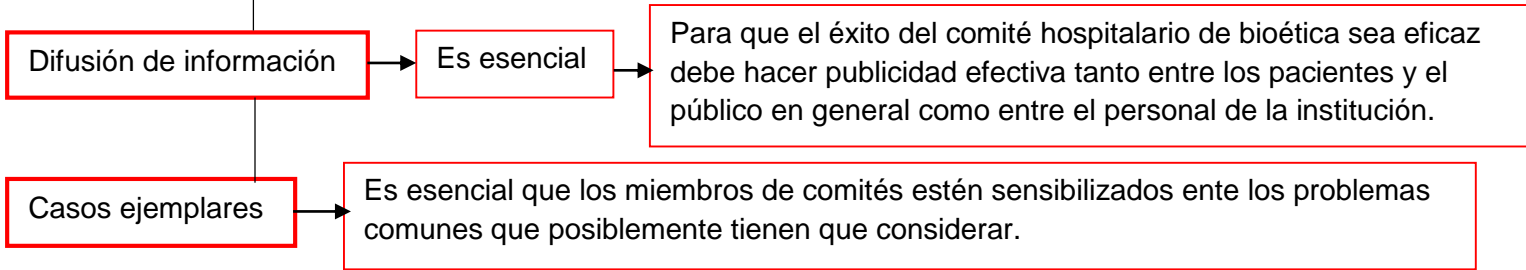 Difusión de información
Es esencial
Para que el éxito del comité hospitalario de bioética sea eficaz
debe hacer publicidad efectiva tanto entre los pacientes y el
público en general como entre el personal de la institución.
Casos ejemplares
Es esencial que los miembros de comités estén sensibilizados ente los problemas
comunes que posiblemente tienen que considerar.